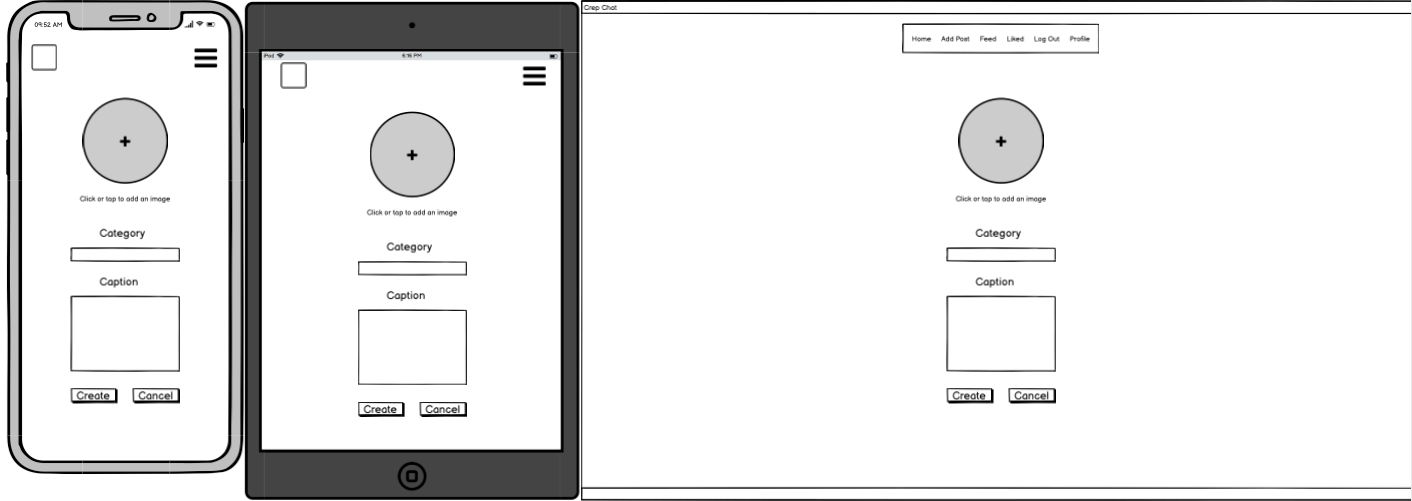 09:52 AM
Click or tap to add an image
Category
Caption
Create Cancel
iPod 6:15 PM
Click or tap to add an image
Category
Caption
Create Cancel
Crep Chat
Home Add Post Feed Liked Log Out Profile
Click or tap to add an image
Category
Caption
Create Cancel